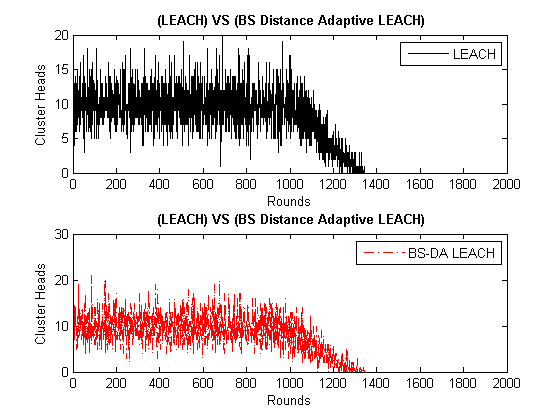 (LEACH) VS (BS Distance Adaptive LEACH)
20
15
10
5
0
Cluster Heads
LEACH
0 200 400 600 800 1000 1200 1400 1600 1800 2000
Rounds
(LEACH) VS (BS Distance Adaptive LEACH)
30
20
10
0
Cluster Heads
BS-DA LEACH
0 200 400 600 800 1000 1200 1400 1600 1800 2000
Rounds